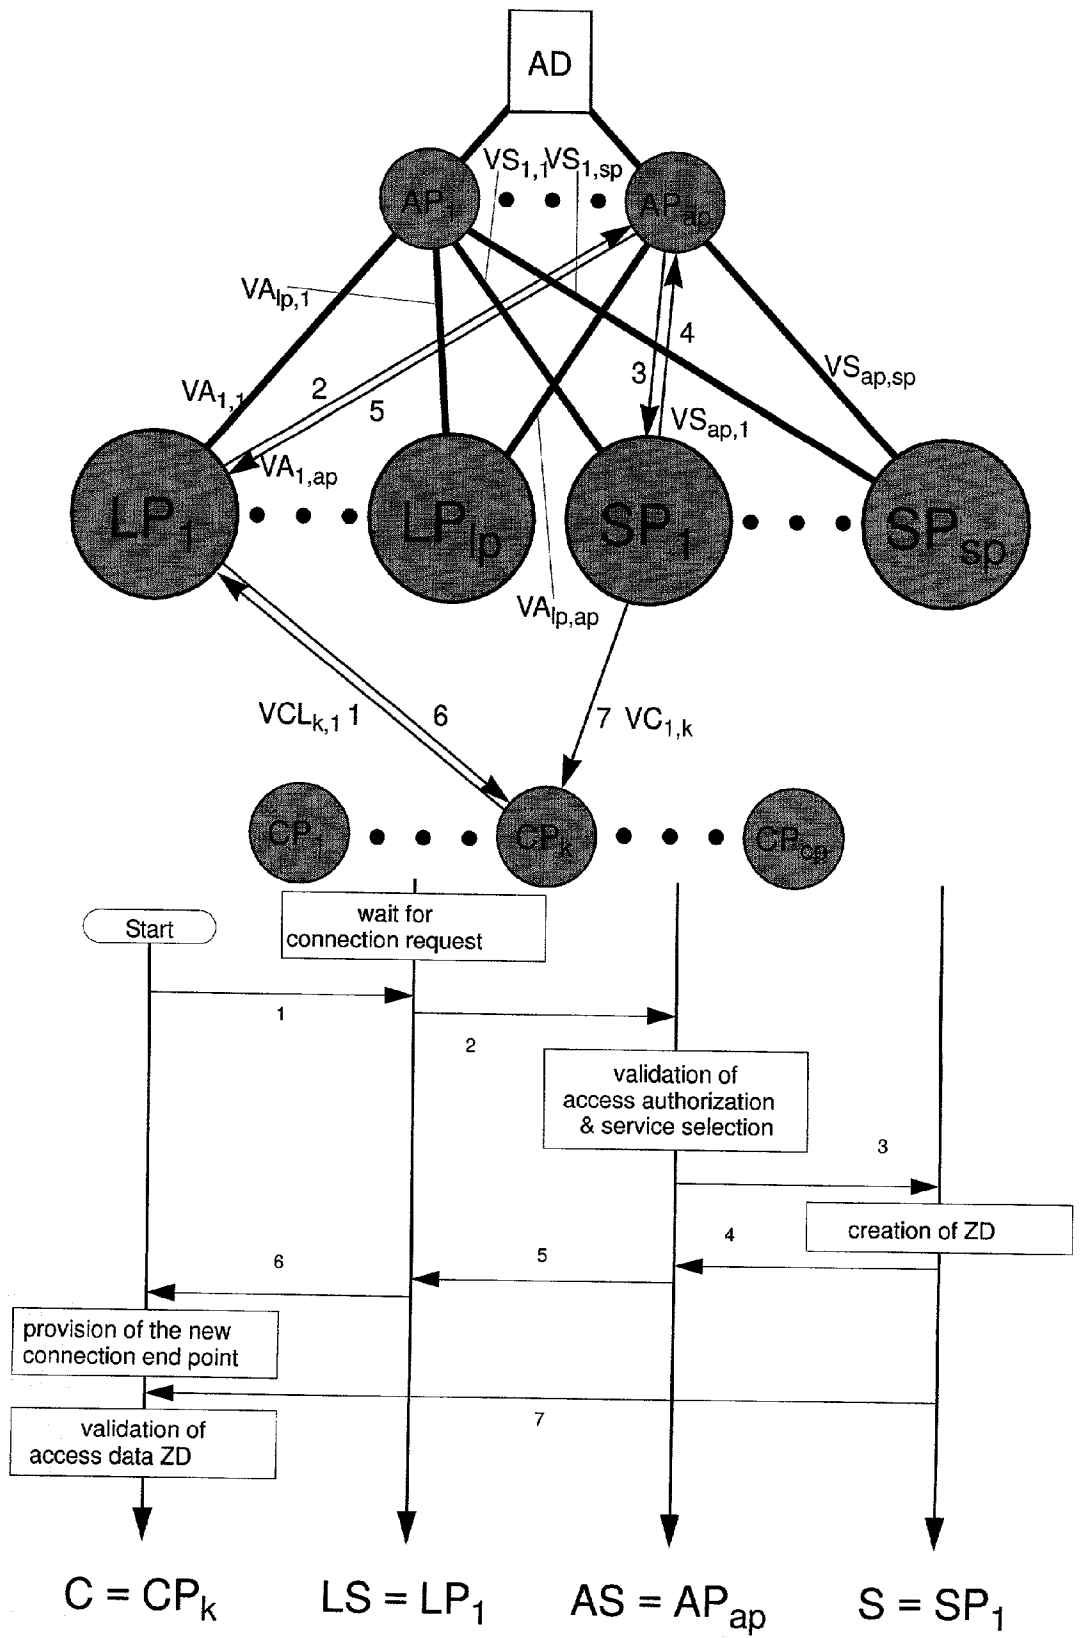 AD
VS1,1 VS1,sp
AP1
APap
VAlp,1
4
3
2
5
VSap,sp
VA1,1
VSap,1
VA1,ap
LP1
LPlp
SP1
SPsp
VAlp,ap
VCLk,1 1
6
7 VC1,k
CP1
CPk
CPcp
wait for
connection request
Start
1
2
validation of
access authorization
& service selection
3
creation of ZD
4
5
6
provision of the new
connection end point
7
validation of
access data ZD
C = CPk
LS = LP1
AS = APap
S = SP1